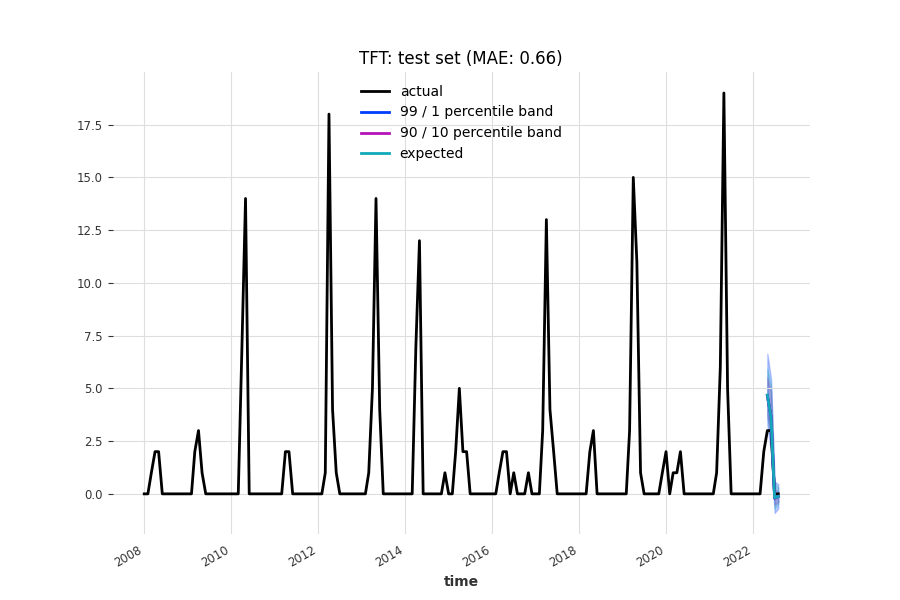 TFT: test set (MAE: 0.66)
actual
99 / 1 percentile band
90 / 10 percentile band
expected
17.5
15.0
12.5
10.0
7.5
5.0
2.5
0.0
2008 2010 2012 2014 2016 2018 2020 2022
time